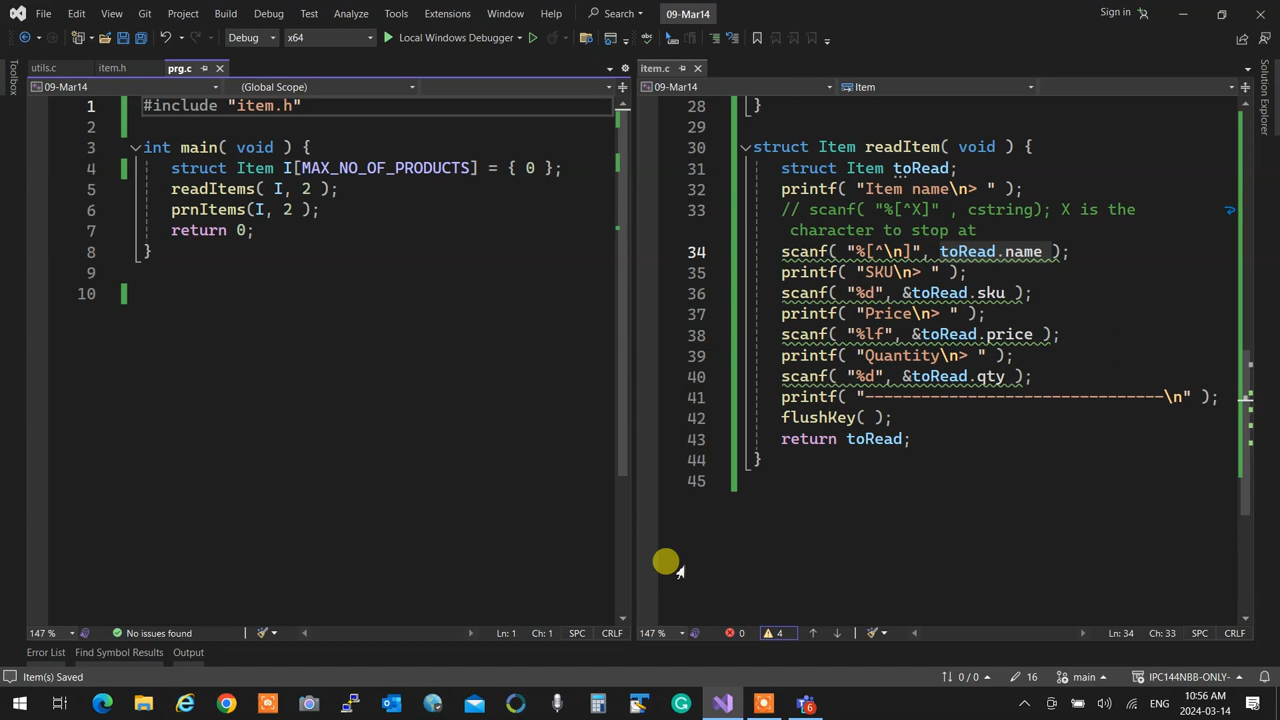 File Edit View Git Project Build Debug Test Analyze Tools Extensions Window Help Search 09-Mar14 Sign in
Debug x64 Local Windows Debugger
utils.c item.h prg.c
09-Mar14 (Global Scope)
1 #include "item.h"
2
3 int main( void ) {
4 struct Item I[MAX_NO_OF_PRODUCTS] = { 0 };
5 readItems( I, 2 );
6 prnItems(I, 2 );
7 return 0;
8 }
9
10
147 % No issues found Ln: 1 Ch: 1 SPC CRLF
Toolbox
item.c
09-Mar14 Item
28 }
29
30 struct Item readItem( void ) {
31 struct Item toRead;
32 printf( "Item name\n> " );
33 // scanf( "%[^X]" , cstring); X is the
character to stop at
34 scanf( "%[^\n]", toRead.name );
35 printf( "SKU\n> " );
36 scanf( "%d", &toRead.sku );
37 printf( "Price\n> " );
38 scanf( "%lf", &toRead.price );
39 printf( "Quantity\n> " );
40 scanf( "%d", &toRead.qty );
41 printf( "--------------------------------\n" );
42 flushKey( );
43 return toRead;
44 }
45
147 % 0 4 Ln: 34 Ch: 33 SPC CRLF
Solution Explorer
Error List Find Symbol Results Output
Item(s) Saved 0 / 0 16 main IPC144NBB-ONLY-
6 ENG 10:56 AM
2024-03-14